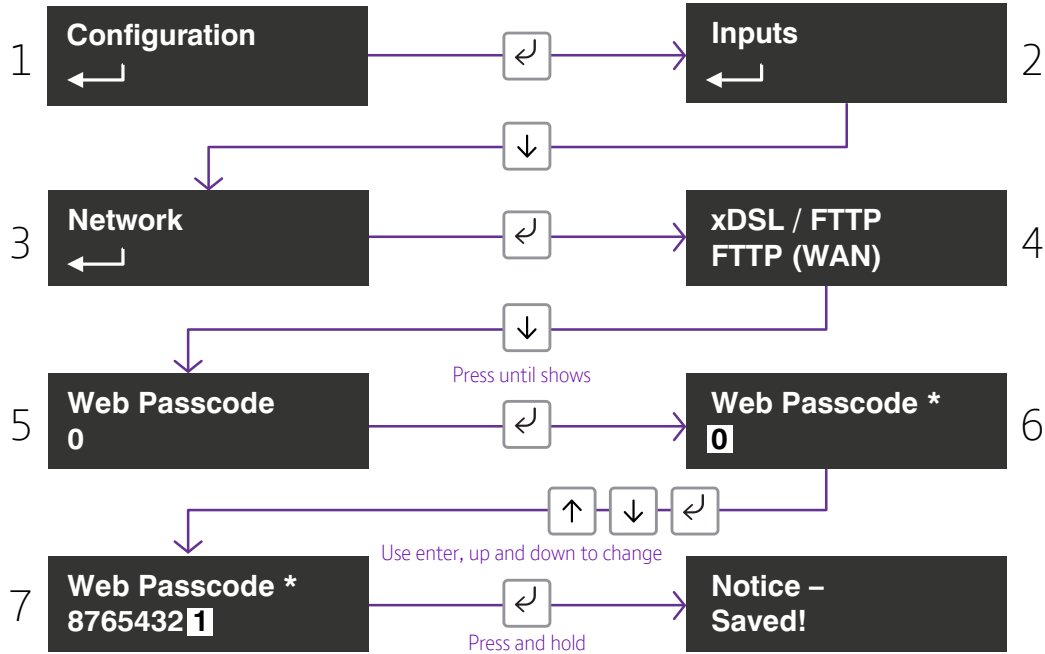 1
Configuration
Inputs
2
3
Network
xDSL / FTTP
FTTP (WAN)
4
Press until shows
5
Web Passcode
0
Web Passcode *
0
6
Use enter, up and down to change
7
Web Passcode *
87654321
Press and hold
Notice –
Saved!